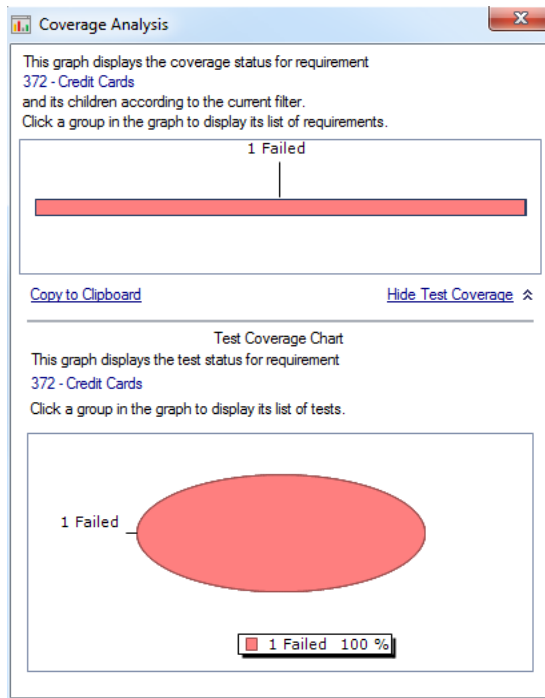 Coverage Analysis
This graph displays the coverage status for requirement
372 - Credit Cards
and its children according to the current filter.
Click a group in the graph to display its list of requirements.
1 Failed
Copy to Clipboard Hide Test Coverage
Test Coverage Chart
This graph displays the test status for requirement
372 - Credit Cards
Click a group in the graph to display its list of tests.
1 Failed
1 Failed 100 %